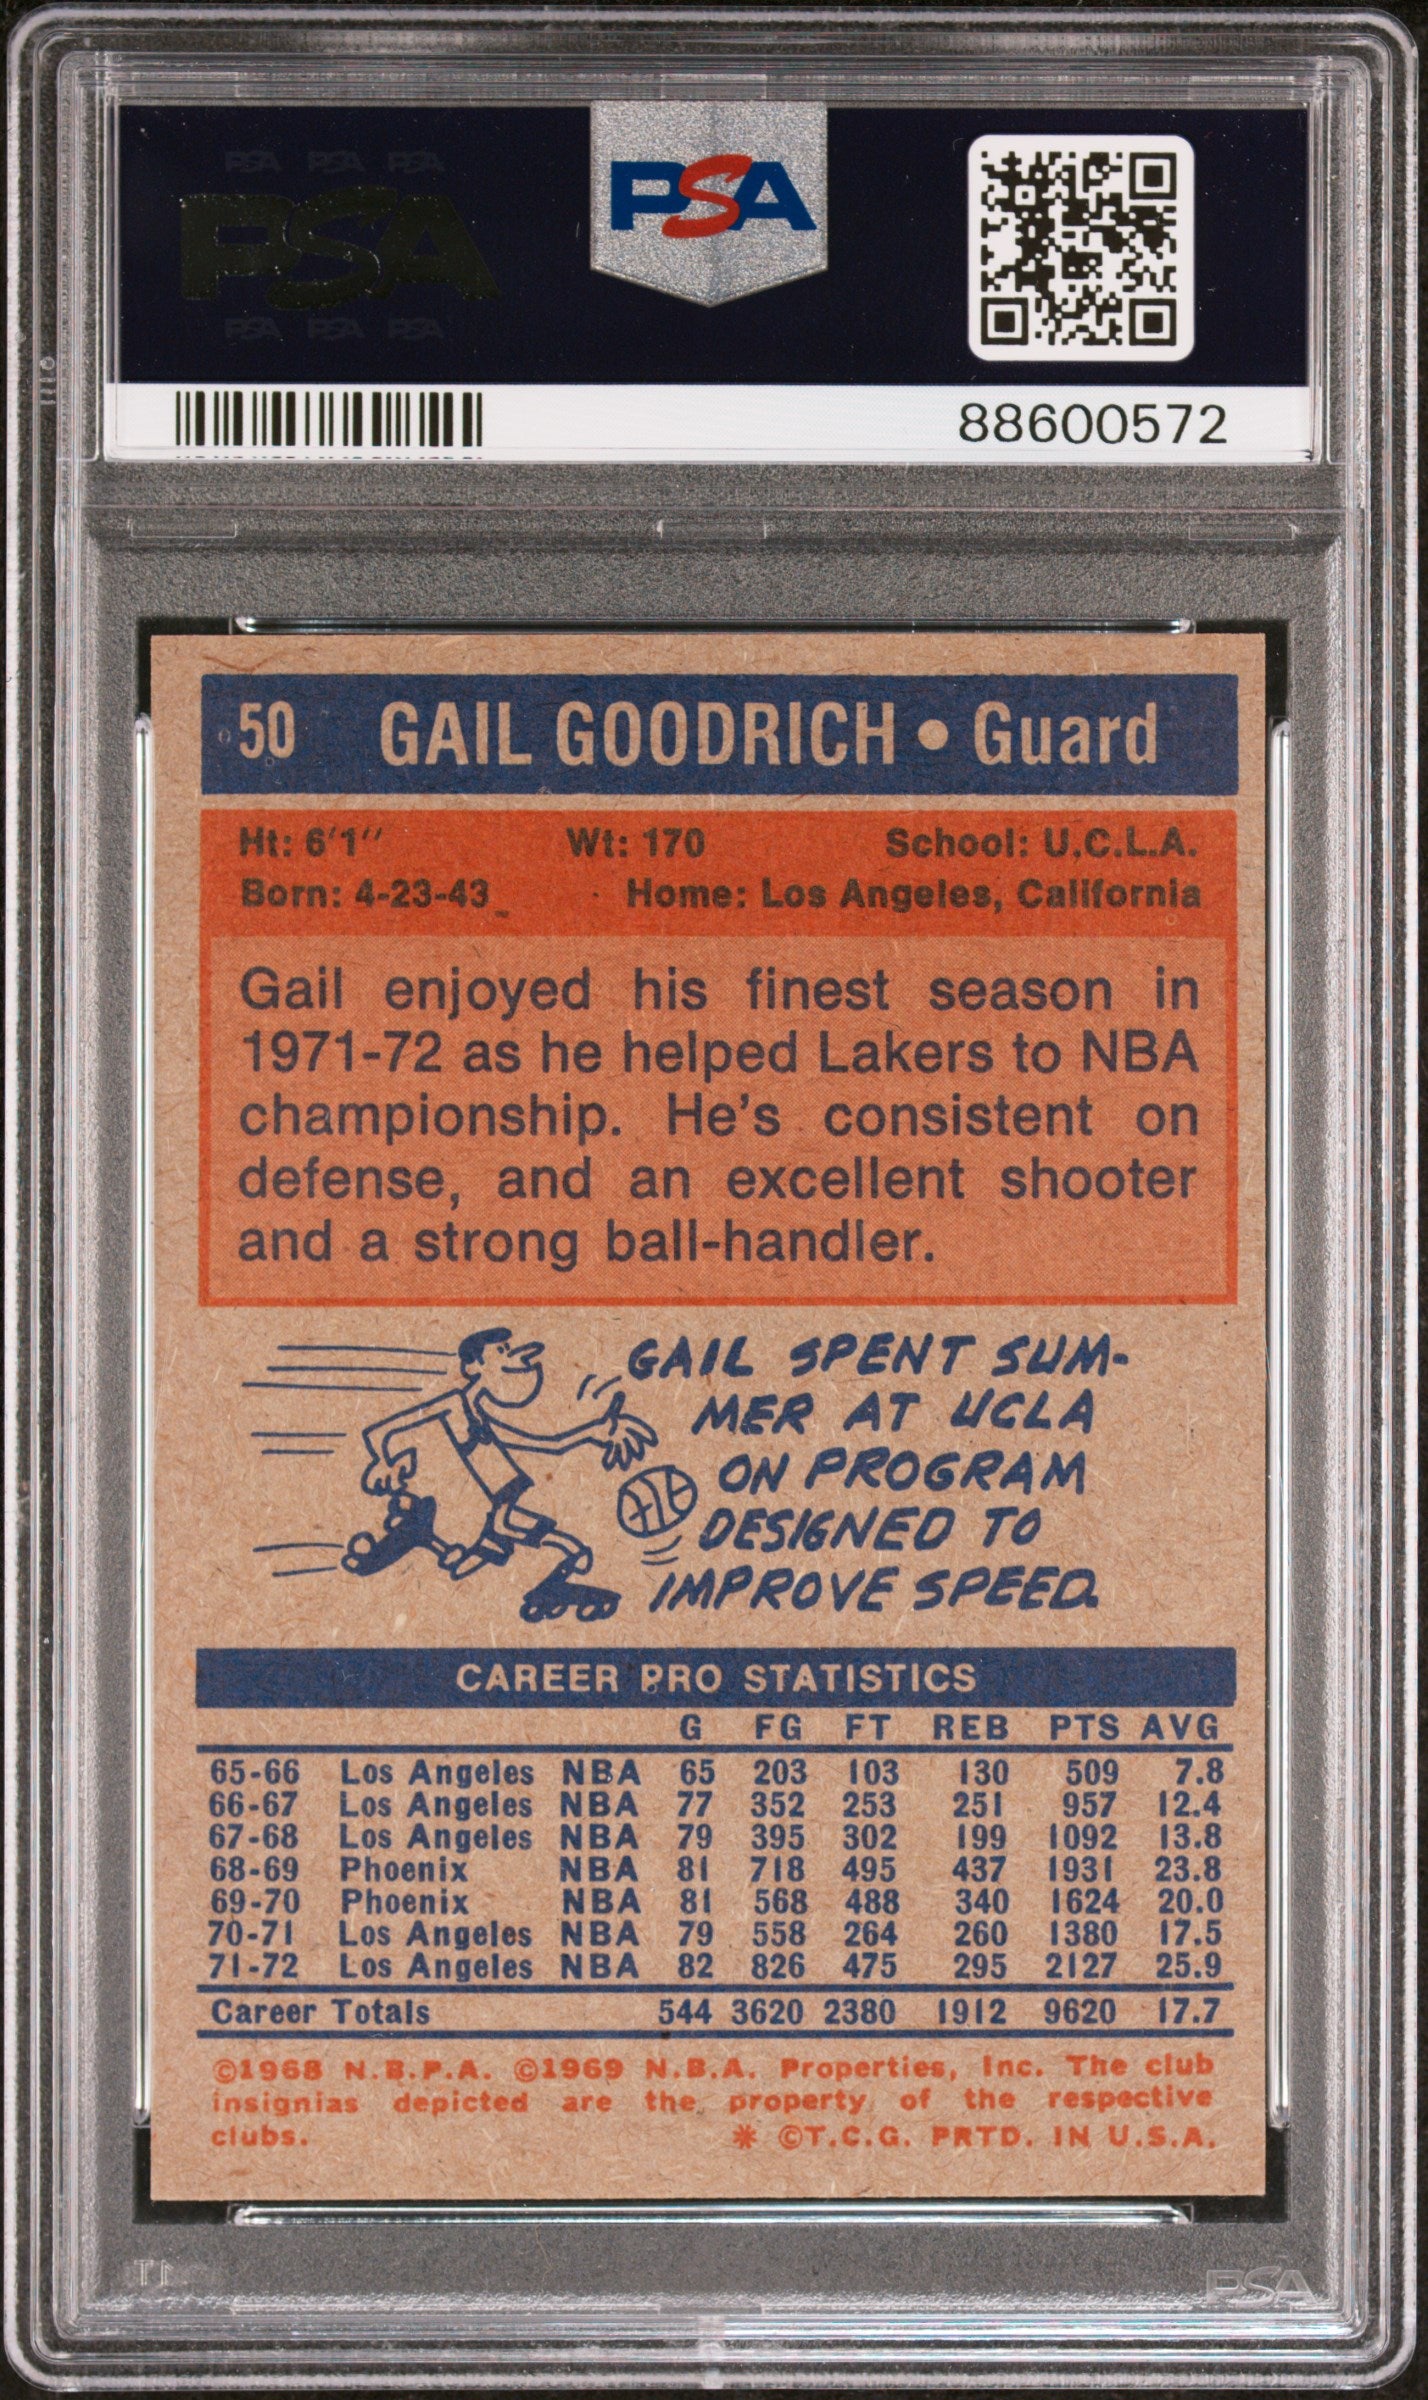 PSA PSA PSA
PSA
PSA PSA PSA
PSA
88600572
50 GAIL GOODRICH • Guard
Ht: 6'1" Wt: 170 School: U.C.L.A.
Born: 4-23-43 Home: Los Angeles, California
Gail enjoyed his finest season in
1971-72 as he helped Lakers to NBA
championship. He's consistent on
defense, and an excellent shooter
and a strong ball-handler.
GAIL SPENT SUM-
MER AT UCLA
ON PROGRAM
DESIGNED TO
IMPROVE SPEED.
CAREER PRO STATISTICS
G FG FT REB PTS AVG
65-66 Los Angeles NBA 65 203 103 130 509 7.8
66-67 Los Angeles NBA 77 352 253 251 957 12.4
67-68 Los Angeles NBA 79 395 302 199 1092 13.8
68-69 Phoenix NBA 81 718 495 437 1931 23.8
69-70 Phoenix NBA 81 568 488 340 1624 20.0
70-71 Los Angeles NBA 79 558 264 260 1380 17.5
71-72 Los Angeles NBA 82 826 475 295 2127 25.9
Career Totals 544 3620 2380 1912 9620 17.7
©1968 N.B.P.A. ©1969 N.B.A. Properties, Inc. The club
insignias depicted are the property of the respective
clubs. * ©T.C.G. PRTD. IN U.S.A.
PSA